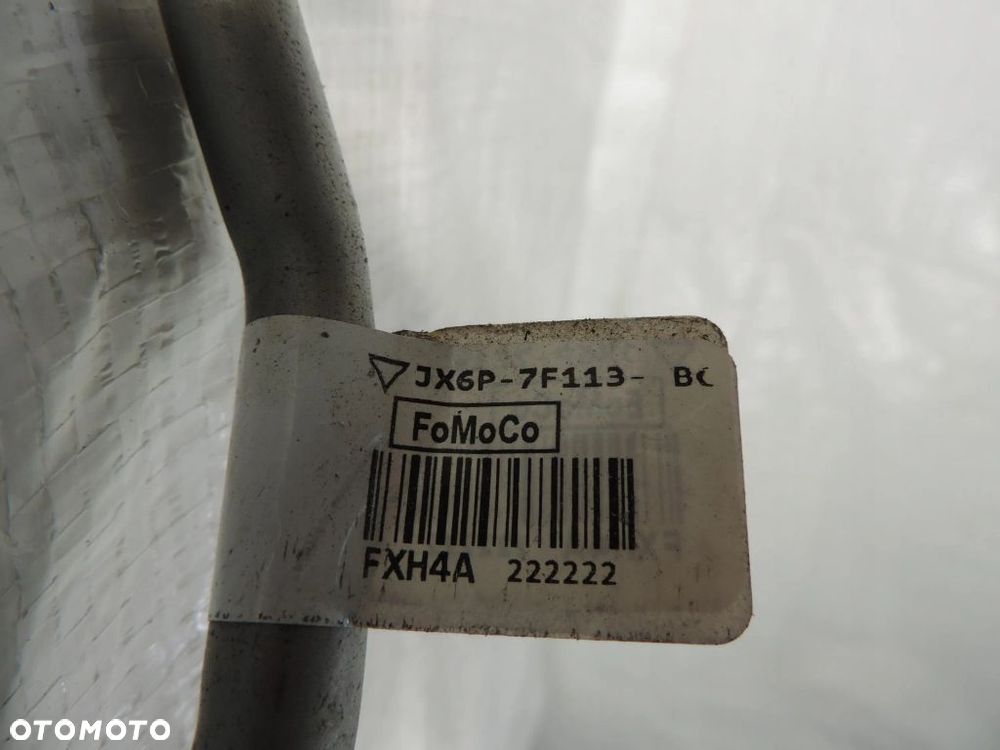 JX6P-7F113- BC
FoMoCo
FXH4A 222222
OTOMOTO